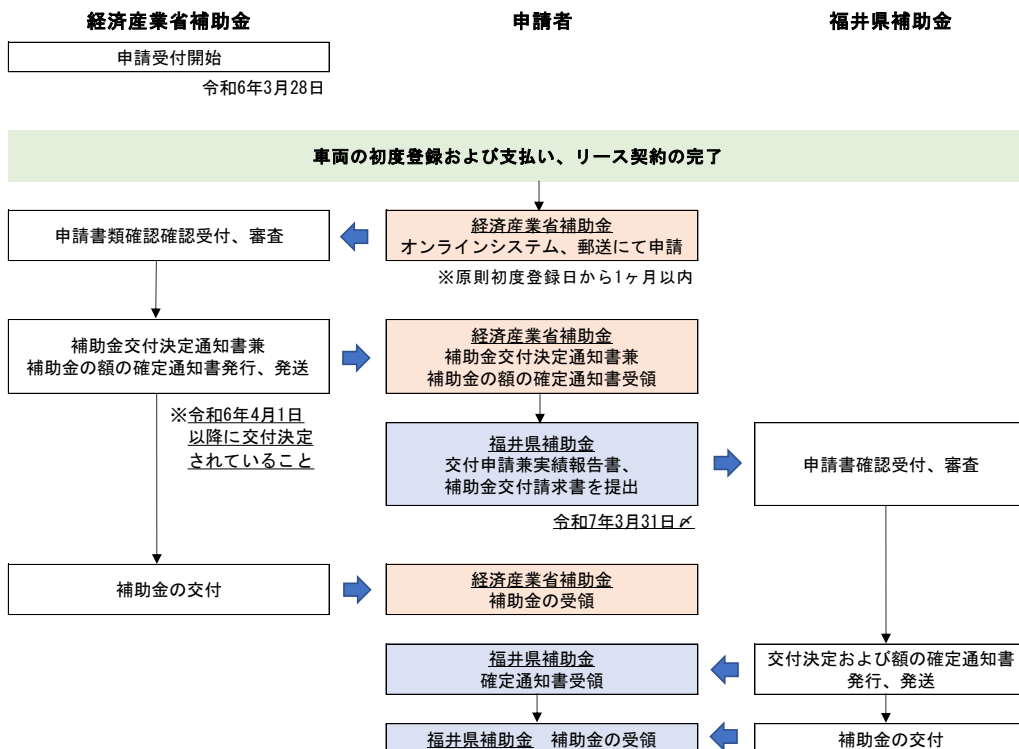 経済産業省補助金
申請者
福井県補助金
申請受付開始
令和6年3月28日
車両の初度登録および支払い、リース契約の完了
申請書類確認確認受付、審査
経済産業省補助金
オンラインシステム、郵送にて申請
※原則初度登録日から1ヶ月以内
補助金交付決定通知書兼
補助金の額の確定通知書発行、発送
経済産業省補助金
補助金交付決定通知書兼
補助金の額の確定通知書受領
※令和6年4月1日
以降に交付決定
されていること
福井県補助金
交付申請兼実績報告書、
補助金交付請求書を提出
申請書確認受付、審査
令和7年3月31日〆
補助金の交付
経済産業省補助金
補助金の受領
福井県補助金
確定通知書受領
交付決定および額の確定通知書
発行、発送
福井県補助金　補助金の受領
補助金の交付